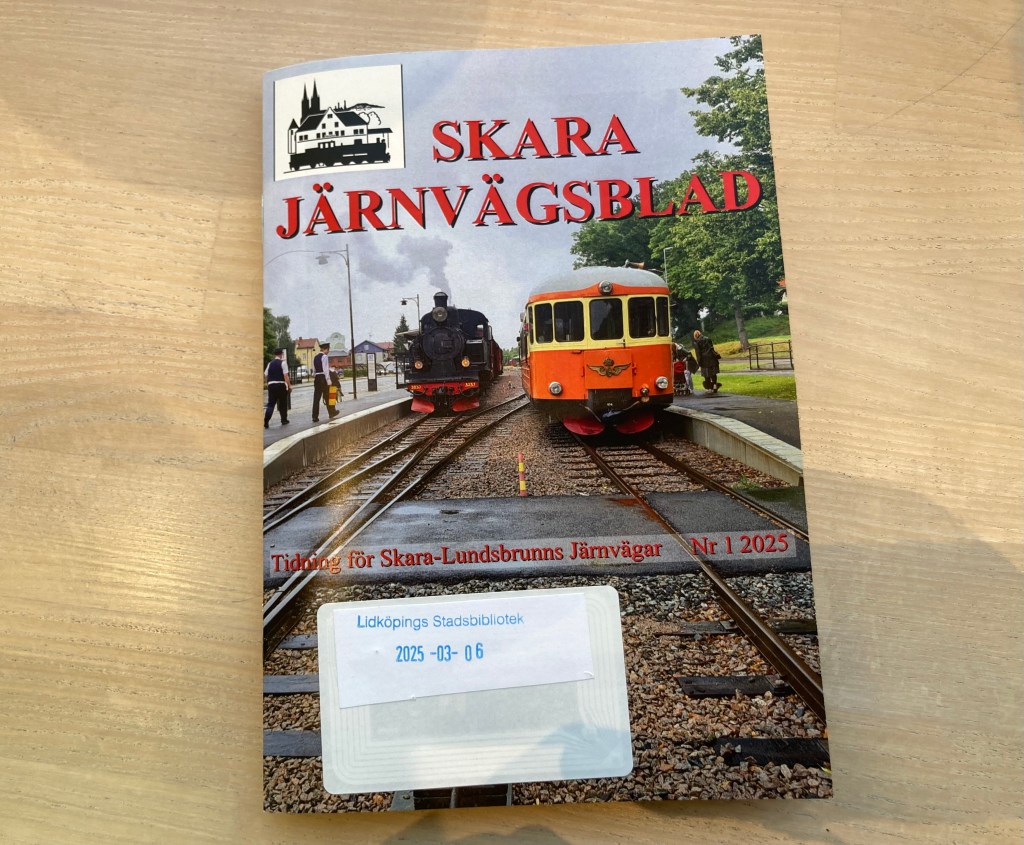 SKARA
JÄRNVÄGSBLAD
Tidning för Skara-Lundsbrunns Järnvägar Nr 1 2025
Lidköpings Stadsbibliotek
2025 -03- 06